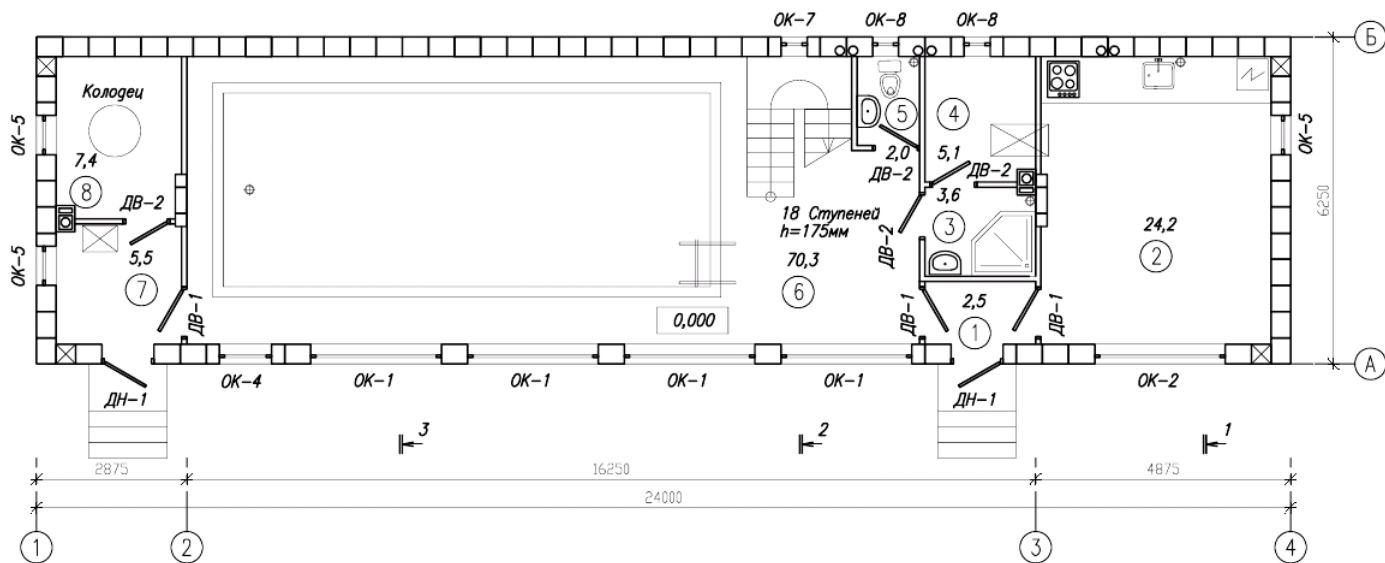 ОК-7
ОК-8
ОК-8
Б
Колодец
ОК-5
ОК-5
5
4
7,4
2,0
5,1
8
ДВ-2
ДВ-2
ДВ-2
3,6
18 Ступеней
h=175мм
3
24,2
6250
ОК-5
5,5
ДВ-2
70,3
2
7
6
2,5
ДВ-1
0,000
ДВ-1
1
ДВ-1
А
ОК-4
ОК-1
ОК-1
ОК-1
ОК-1
ОК-2
ДН-1
ДН-1
3
2
1
2875
16250
4875
24000
1
2
3
4